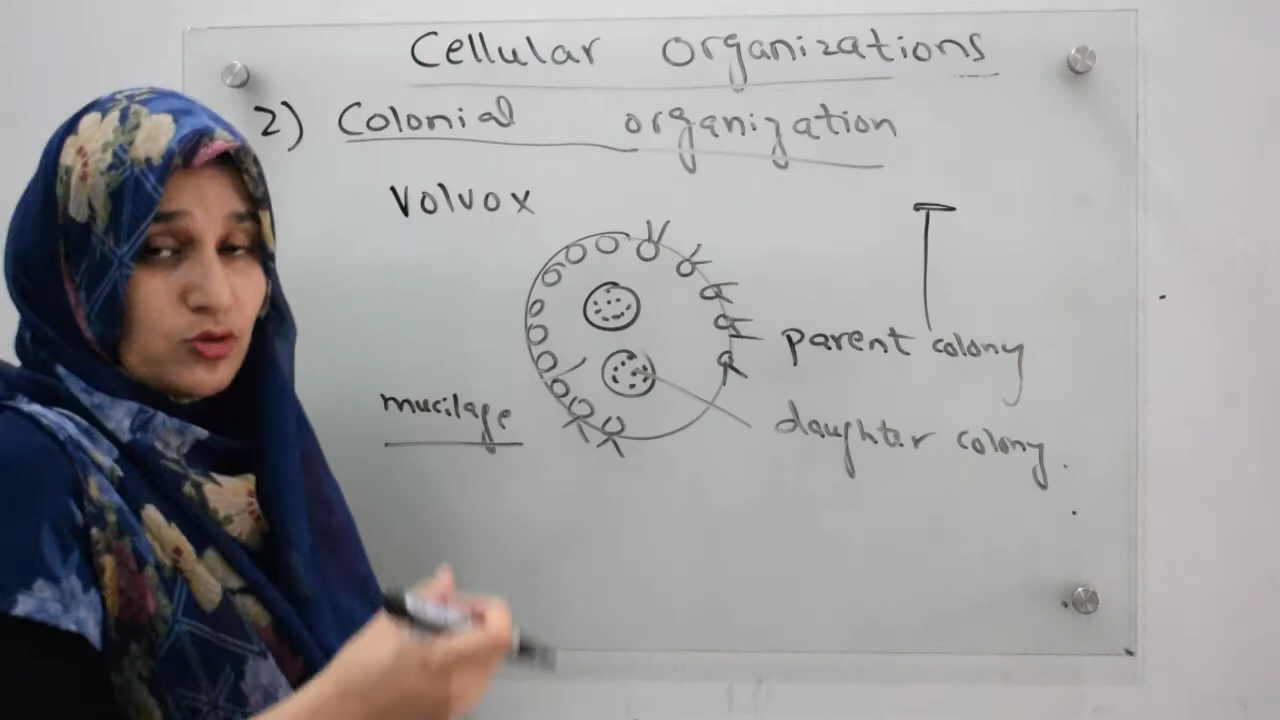 Cellular Organizations
2) Colonial organization
Volvox
parent colony
mucilage
daughter colony.